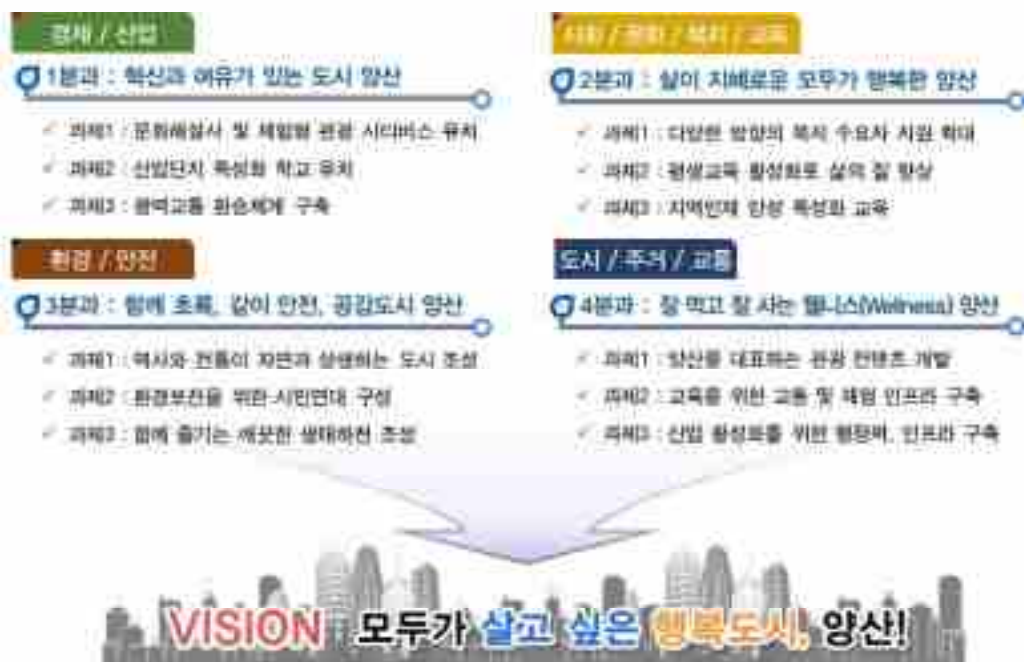 경제 / 산업
1분과 : 혁신과 여유가 있는 도시 양산
과제1 : 문화해설사 및 체험형 관광 시티버스 유치
과제2 : 산업단지 특성화 학교 유치
과제3 : 광역교통 환승체계 구축
사회 / 문화 / 복지 / 교육
2분과 : 삶이 지혜로운 모두가 행복한 양산
과제1 : 다양한 방향의 복지 수요자 지원 확대
과제2 : 평생교육 활성화로 삶의 질 향상
과제3 : 지역인재 양성 특성화 교육
환경 / 안전
3분과 : 함께 초록, 같이 안전, 공감도시 양산
과제1 : 역사와 전통이 자연과 상생하는 도시 조성
과제2 : 환경보전을 위한 시민연대 구성
과제3 : 함께 즐기는 깨끗한 생태하천 조성
도시 / 주거 / 교통
4분과 : 잘 먹고 잘 사는 웰니스(Wellness) 양산
과제1 : 양산을 대표하는 관광 컨텐츠 개발
과제2 : 교육을 위한 교통 및 체험 인프라 구축
과제3 : 산업 활성화를 위한 행정력, 인프라 구축
VISION 모두가 살고 싶은 행복도시, 양산!